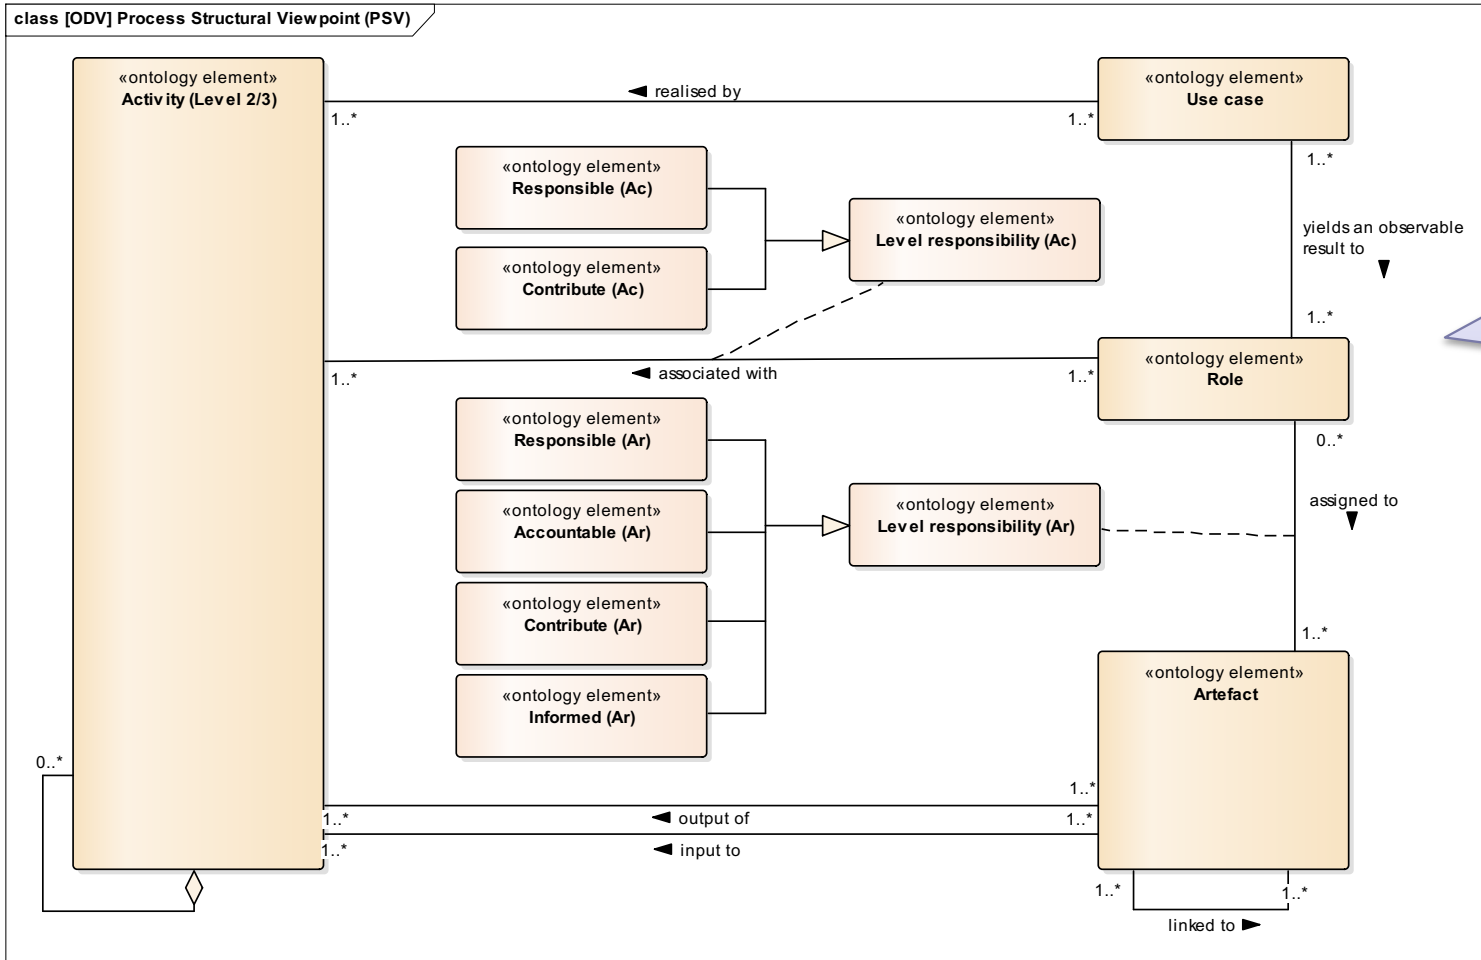 class [ODV] Process Structural Viewpoint (PSV)
«ontology element»
Activity (Level 2/3)
«ontology element»
Use case
realised by
1..*
1..*
1..*
«ontology element»
Responsible (Ac)
«ontology element»
Level responsibility (Ac)
yields an observable
result to
«ontology element»
Contribute (Ac)
1..*
«ontology element»
Role
1..*
associated with
1..*
«ontology element»
Responsible (Ar)
0..*
«ontology element»
Level responsibility (Ar)
assigned to
«ontology element»
Accountable (Ar)
«ontology element»
Contribute (Ar)
1..*
«ontology element»
Artefact
«ontology element»
Informed (Ar)
0..*
1..*
1..*
output of
1..*
1..*
input to
1..*
1..*
linked to